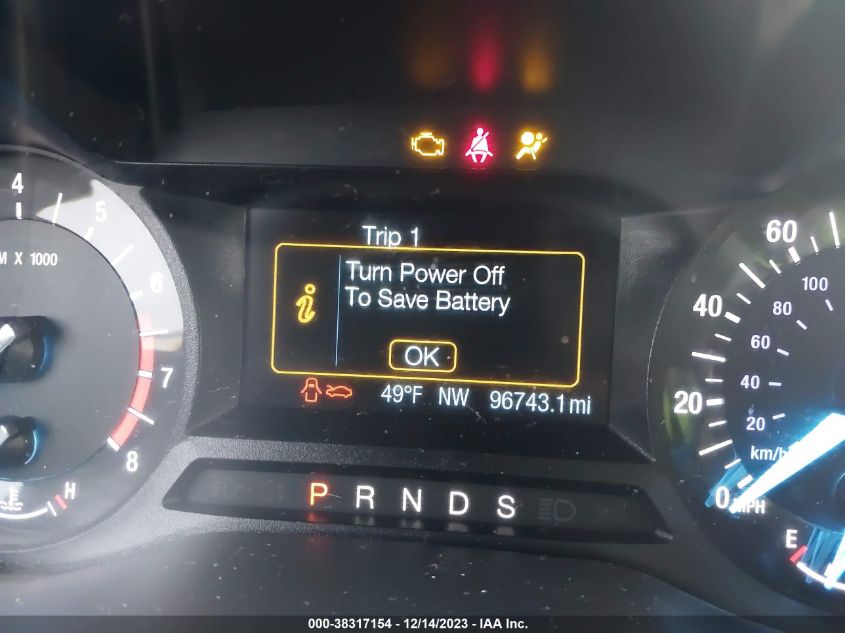 4
5
6
7
8
M X 1000
H
Trip 1
Turn Power Off
To Save Battery
OK
49°F NW 96743.1 mi
P R N D S
60
40
20
0
MPH
100
80
60
40
20
km/h
E
000-38317154 - 12/14/2023 - IAA Inc.